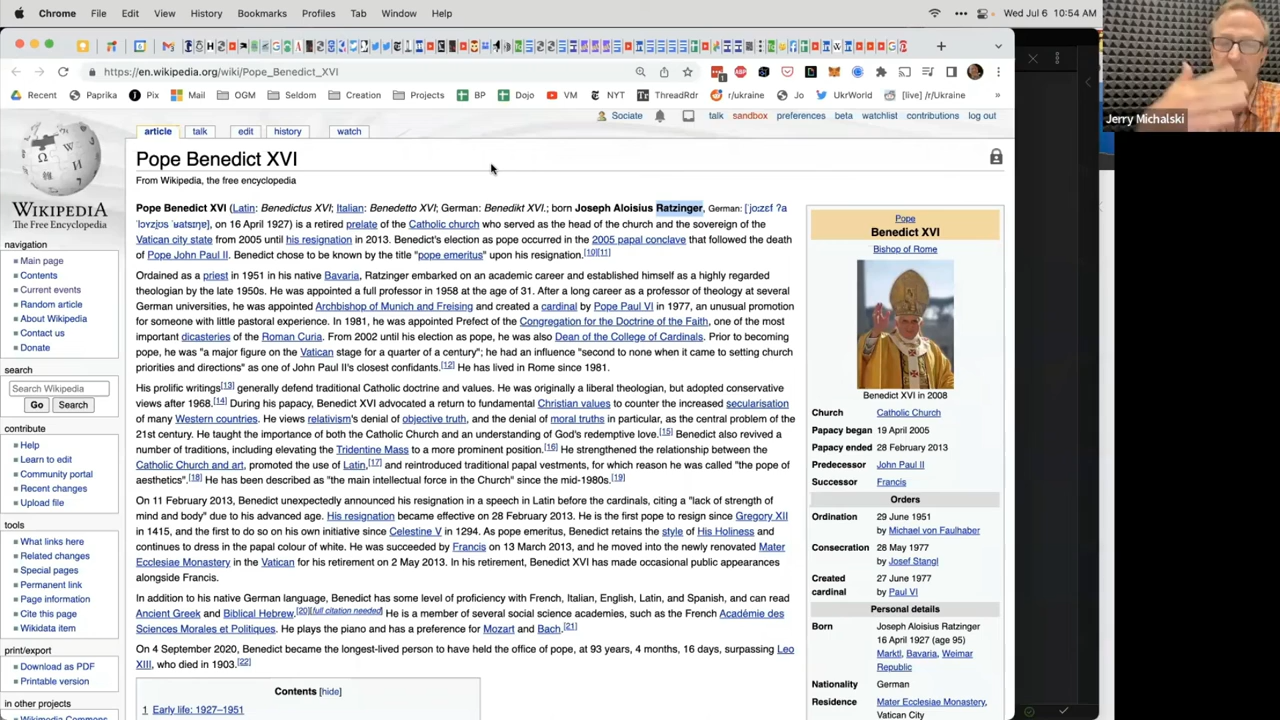 Chrome File Edit View History Bookmarks Profiles Tab Window Help Wed Jul 6 10:54 AM
https://en.wikipedia.org/wiki/Pope_Benedict_XVI
Recent Paprika Pix Mail OGM Seldom Creation Projects BP Dojo VM NYT ThreadRdr r/ukraine Jo UkrWorld [live] /r/Ukraine »
Jerry Michalski
Sociate talk sandbox preferences beta watchlist contributions log out
article talk edit history watch
Pope Benedict XVI
From Wikipedia, the free encyclopedia
WIKIPEDIA
The Free Encyclopedia
navigation
Main page
Contents
Current events
Random article
About Wikipedia
Contact us
Donate
search
Search Wikipedia
Go Search
contribute
Help
Learn to edit
Community portal
Recent changes
Upload file
tools
What links here
Related changes
Special pages
Permanent link
Page information
Cite this page
Wikidata item
print/export
Download as PDF
Printable version
in other projects
Wikimedia Commons
Pope Benedict XVI (Latin: Benedictus XVI; Italian: Benedetto XVI; German: Benedikt XVI.; born Joseph Aloisius Ratzinger, German: [ˈjoːzɛf ʔa
ˈlɔʏzi̯ʊs ˈʁatsɪŋɐ], on 16 April 1927) is a retired prelate of the Catholic church who served as the head of the church and the sovereign of the
Vatican city state from 2005 until his resignation in 2013. Benedict's election as pope occurred in the 2005 papal conclave that followed the death
of Pope John Paul II. Benedict chose to be known by the title "pope emeritus" upon his resignation.[10][11]
Ordained as a priest in 1951 in his native Bavaria, Ratzinger embarked on an academic career and established himself as a highly regarded
theologian by the late 1950s. He was appointed a full professor in 1958 at the age of 31. After a long career as a professor of theology at several
German universities, he was appointed Archbishop of Munich and Freising and created a cardinal by Pope Paul VI in 1977, an unusual promotion
for someone with little pastoral experience. In 1981, he was appointed Prefect of the Congregation for the Doctrine of the Faith, one of the most
important dicasteries of the Roman Curia. From 2002 until his election as pope, he was also Dean of the College of Cardinals. Prior to becoming
pope, he was "a major figure on the Vatican stage for a quarter of a century"; he had an influence "second to none when it came to setting church
priorities and directions" as one of John Paul II's closest confidants.[12] He has lived in Rome since 1981.
His prolific writings[13] generally defend traditional Catholic doctrine and values. He was originally a liberal theologian, but adopted conservative
views after 1968.[14] During his papacy, Benedict XVI advocated a return to fundamental Christian values to counter the increased secularisation
of many Western countries. He views relativism's denial of objective truth, and the denial of moral truths in particular, as the central problem of the
21st century. He taught the importance of both the Catholic Church and an understanding of God's redemptive love.[15] Benedict also revived a
number of traditions, including elevating the Tridentine Mass to a more prominent position.[16] He strengthened the relationship between the
Catholic Church and art, promoted the use of Latin,[17] and reintroduced traditional papal vestments, for which reason he was called "the pope of
aesthetics".[18] He has been described as "the main intellectual force in the Church" since the mid-1980s.[19]
On 11 February 2013, Benedict unexpectedly announced his resignation in a speech in Latin before the cardinals, citing a "lack of strength of
mind and body" due to his advanced age. His resignation became effective on 28 February 2013. He is the first pope to resign since Gregory XII
in 1415, and the first to do so on his own initiative since Celestine V in 1294. As pope emeritus, Benedict retains the style of His Holiness and
continues to dress in the papal colour of white. He was succeeded by Francis on 13 March 2013, and he moved into the newly renovated Mater
Ecclesiae Monastery in the Vatican for his retirement on 2 May 2013. In his retirement, Benedict XVI has made occasional public appearances
alongside Francis.
In addition to his native German language, Benedict has some level of proficiency with French, Italian, English, Latin, and Spanish, and can read
Ancient Greek and Biblical Hebrew.[20][full citation needed] He is a member of several social science academies, such as the French Académie des
Sciences Morales et Politiques. He plays the piano and has a preference for Mozart and Bach.[21]
On 4 September 2020, Benedict became the longest-lived person to have held the office of pope, at 93 years, 4 months, 16 days, surpassing Leo
XIII, who died in 1903.[22]
Contents [hide]
1 Early life: 1927–1951
Pope
Benedict XVI
Bishop of Rome
Benedict XVI in 2008
Church Catholic Church
Papacy began 19 April 2005
Papacy ended 28 February 2013
Predecessor John Paul II
Successor Francis
Orders
Ordination 29 June 1951
by Michael von Faulhaber
Consecration 28 May 1977
by Josef Stangl
Created 27 June 1977
cardinal by Paul VI
Personal details
Born Joseph Aloisius Ratzinger
16 April 1927 (age 95)
Marktl, Bavaria, Weimar
Republic
Nationality German
Residence Mater Ecclesiae Monastery,
Vatican City